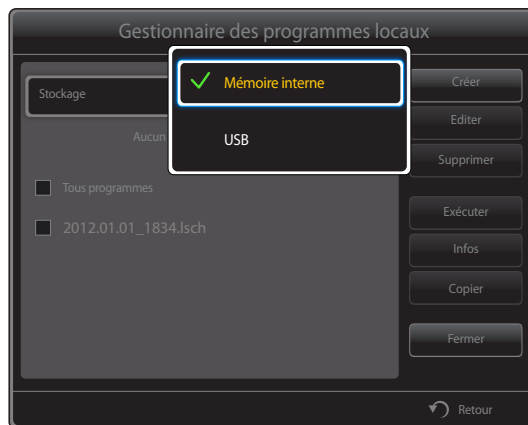 Gestionnaire des programmes locaux
Stockage
Mémoire interne
USB
Aucun
Tous programmes
2012.01.01_1834.lsch
Créer
Editer
Supprimer
Exécuter
Infos
Copier
Fermer
Retour